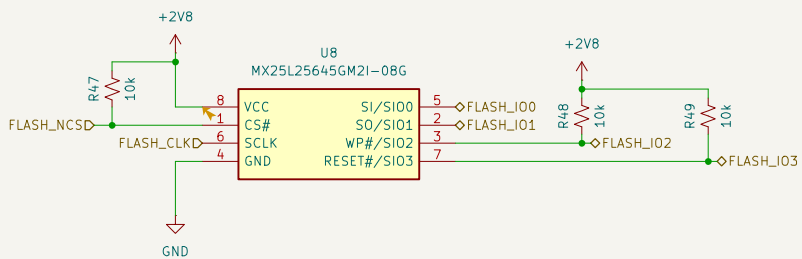 +2V8
R47
10k
FLASH_NCS
FLASH_CLK
GND
U8
MX25L25645GM2I-08G
8 VCC
1 CS#
6 SCLK
4 GND
SI/SIO0 5 FLASH_IO0
SO/SIO1 2 FLASH_IO1
WP#/SIO2 3 FLASH_IO2
RESET#/SIO3 7 FLASH_IO3
+2V8
R48
10k
R49
10k